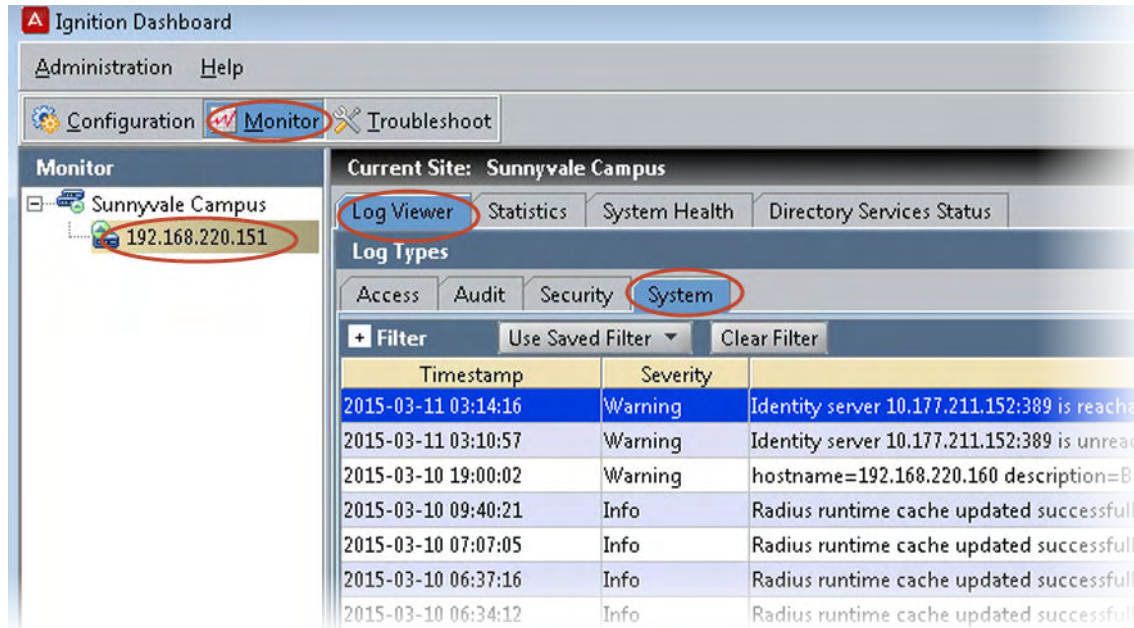 A Ignition Dashboard
Administration Help
Configuration Monitor Troubleshoot
Monitor
Sunnyvale Campus
192.168.220.151
Current Site: Sunnyvale Campus
Log Viewer Statistics System Health Directory Services Status
Log Types
Access Audit Security System
+ Filter Use Saved Filter Clear Filter
Timestamp Severity
2015-03-11 03:14:16 Warning Identity server 10.177.211.152:389 is reacha
2015-03-11 03:10:57 Warning Identity server 10.177.211.152:389 is unreac
2015-03-10 19:00:02 Warning hostname=192.168.220.160 description=B
2015-03-10 09:40:21 Info Radius runtime cache updated successful
2015-03-10 07:07:05 Info Radius runtime cache updated successful
2015-03-10 06:37:16 Info Radius runtime cache updated successful
2015-03-10 06:34:12 Info Radius runtime cache updated successful